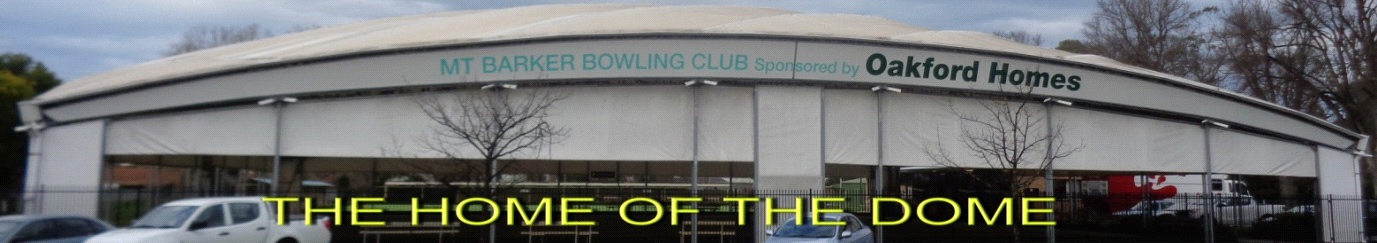 MT BARKER BOWLING CLUB Sponsored by Oakford Homes
THE HOME OF THE DOME